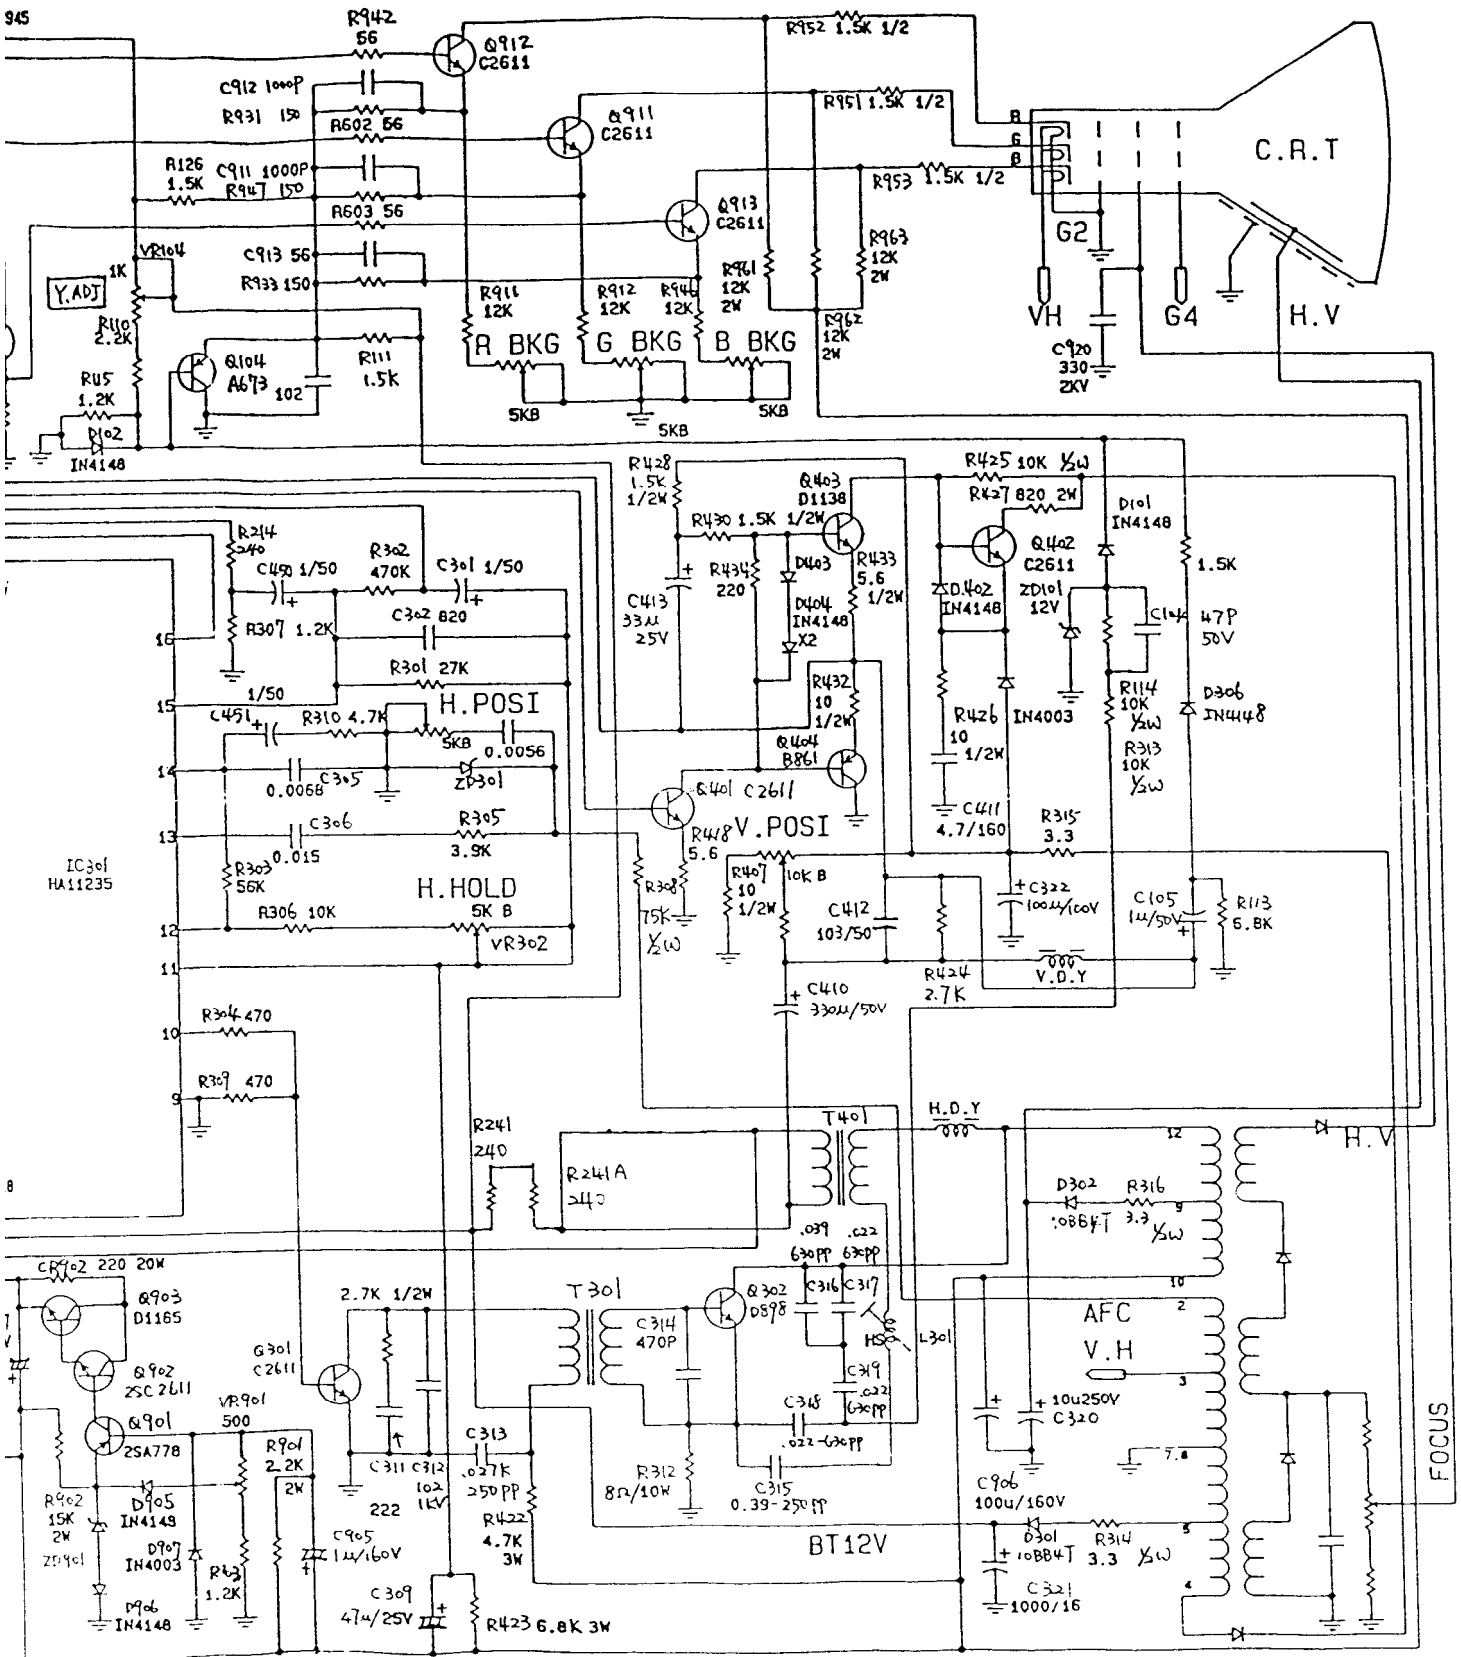 945
R942
56
Q912
C2611
R952 1.5K 1/2
C912 1000P
R931 150
R602 56
Q911
C2611
R951 1.5K 1/2
R
G
B
C.R.T
R126
1.5K
C911 1000P
R947 150
R603 56
Q913
C2611
R953 1.5K 1/2
G2
VR104
1K
Y.ADJ
C913 56
R933 150
R963
12K
2W
R961
12K
2W
R962
12K
2W
R911
12K
R912
12K
R946
12K
VH
G4
H.V
R110
2.2K
Q104
A673
102
R111
1.5K
R BKG
G BKG
B BKG
5KB
5KB
5KB
C920
330
2KV
R115
1.2K
D102
IN4148
R428
1.5K
1/2W
Q403
D1138
R425 10K 1/2W
R427 820 2W
D101
IN4148
R214
240
R430 1.5K 1/2W
Q402
C2611
1.5K
C450 1/50
R302
470K
C301 1/50
R434
220
D403
R433
5.6
1/2W
D.402
IN4148
ZD101
12V
C413
33u
25V
D404
IN4148
X2
C104
47P
50V
16
R307 1.2K
C302 820
R301 27K
R432
10
1/2W
R114
10K
1/2W
D306
IN4148
15
1/50
C451
R310 4.7K
H.POSI
5KB
0.0056
R426
10
1/2W
IN4003
R313
10K
1/2W
14
0.0068
C305
ZD301
Q404
B861
Q401 C2611
C411
4.7/160
R315
3.3
13
C306
0.015
R305
3.9K
R418
5.6
V.POSI
IC301
HA11235
R303
56K
H.HOLD
5K B
R308
75K
1/2W
R407
10
1/2W
10K B
C322
100u/100V
C105
1u/50V
R113
6.8K
12
R306 10K
VR302
C412
103/50
11
R424
2.7K
V.D.Y
C410
330u/50V
10
R304 470
9
R309 470
R241
240
R241A
240
T401
H.D.Y
12
H.V
8
D302
10BB4T
R316
3.3
1/2W
9
.039
630PP
.022
630PP
10
CR902 220 20W
Q903
D1165
2.7K 1/2W
T301
C314
470P
Q302
D898
C316
C317
HS
L301
AFC
V.H
2
3
Q301
C2611
Q902
2SC2611
C319
.022
630PP
10u250V
C320
Q901
2SA778
VR901
500
R901
2.2K
2W
C311
222
C312
102
1KV
C313
.027K
250PP
C318
.022-630PP
7.8
R312
8Ω/10W
C315
0.39-250PP
C906
100u/160V
FOCUS
R902
15K
2W
ZD901
D905
IN4148
D907
IN4003
C905
1u/160V
R422
4.7K
3W
BT12V
D301
10BB4T
R314
3.3
1/2W
5
1.2K
D906
IN4148
C309
47u/25V
R423 6.8K 3W
C321
1000/16
4